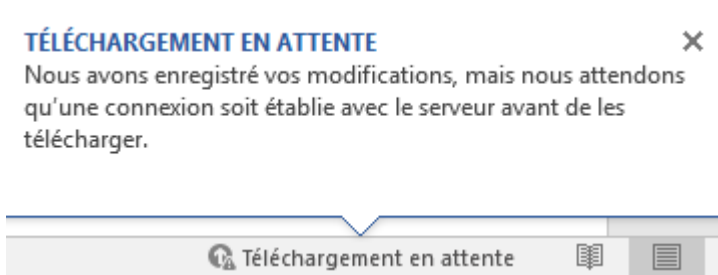 TÉLÉCHARGEMENT EN ATTENTE
Nous avons enregistré vos modifications, mais nous attendons
qu'une connexion soit établie avec le serveur avant de les
télécharger.
Téléchargement en attente